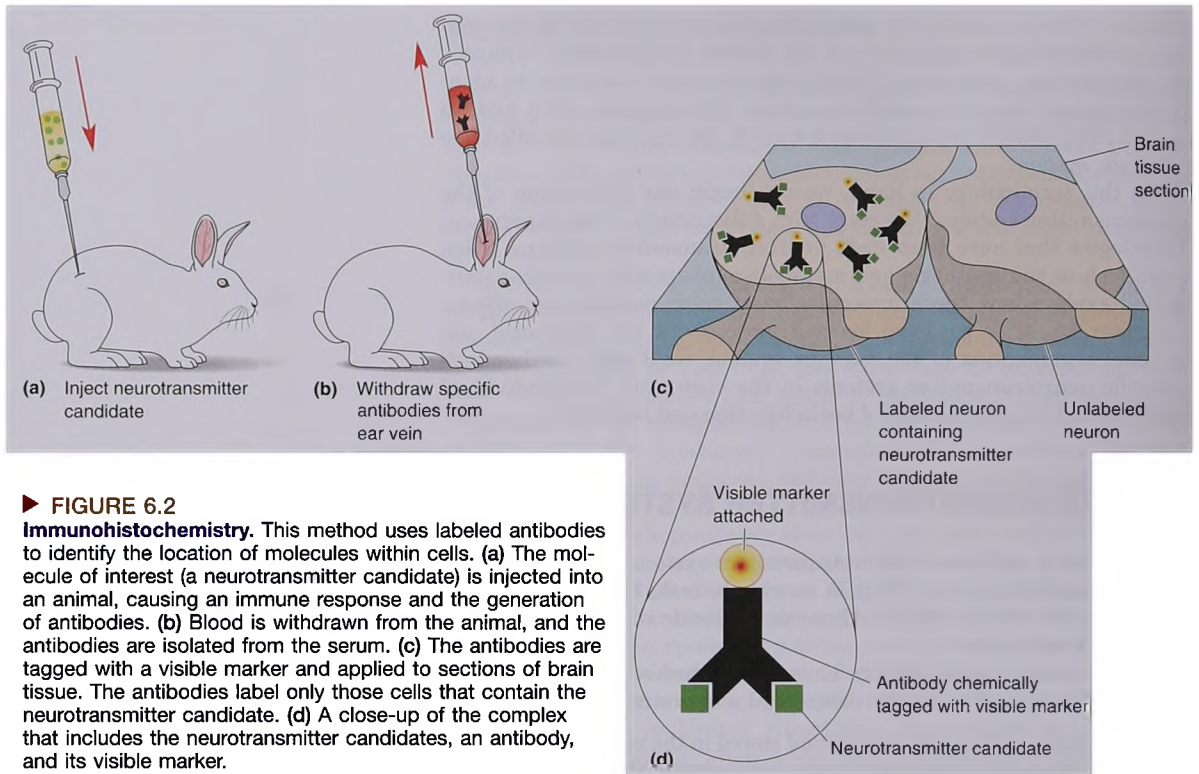 Brain
tissue
section
(a) Inject neurotransmitter
candidate
(b) Withdraw specific
antibodies from
ear vein
(c)
Labeled neuron
containing
neurotransmitter
candidate
Unlabeled
neuron
Visible marker
attached
Antibody chemically
tagged with visible marker
Neurotransmitter candidate
(d)
▶ FIGURE 6.2
Immunohistochemistry. This method uses labeled antibodies
to identify the location of molecules within cells. (a) The mol-
ecule of interest (a neurotransmitter candidate) is injected into
an animal, causing an immune response and the generation
of antibodies. (b) Blood is withdrawn from the animal, and the
antibodies are isolated from the serum. (c) The antibodies are
tagged with a visible marker and applied to sections of brain
tissue. The antibodies label only those cells that contain the
neurotransmitter candidate. (d) A close-up of the complex
that includes the neurotransmitter candidates, an antibody,
and its visible marker.